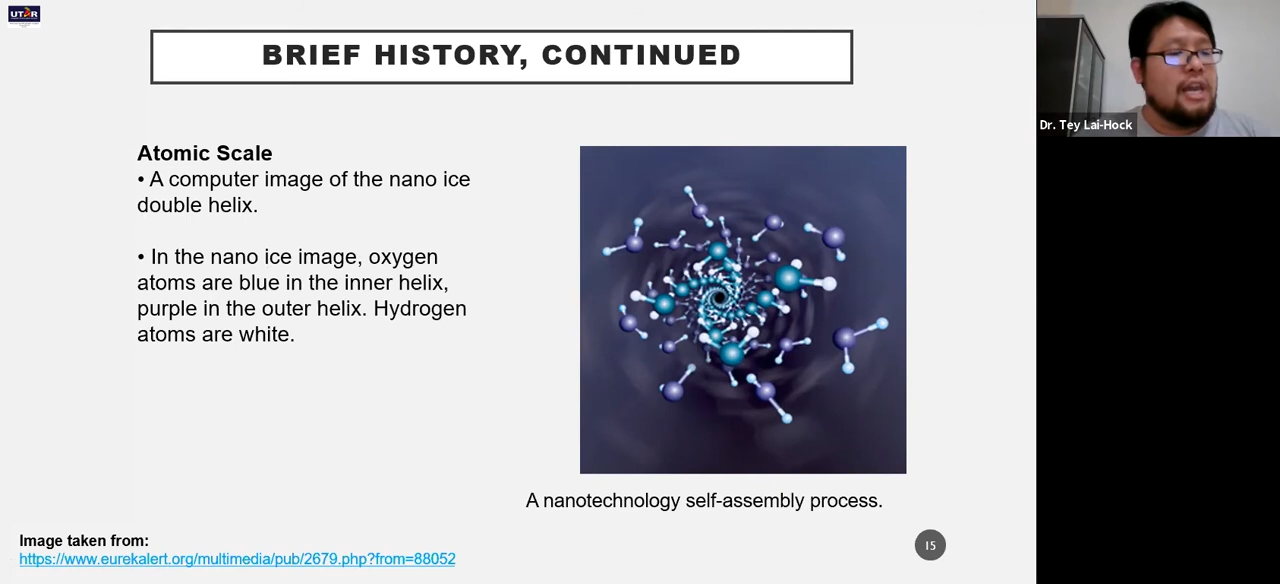 UTAR
BRIEF HISTORY, CONTINUED
Dr. Tey Lai-Hock
Atomic Scale
• A computer image of the nano ice
double helix.
• In the nano ice image, oxygen
atoms are blue in the inner helix,
purple in the outer helix. Hydrogen
atoms are white.
A nanotechnology self-assembly process.
Image taken from:
https://www.eurekalert.org/multimedia/pub/2679.php?from=88052
15